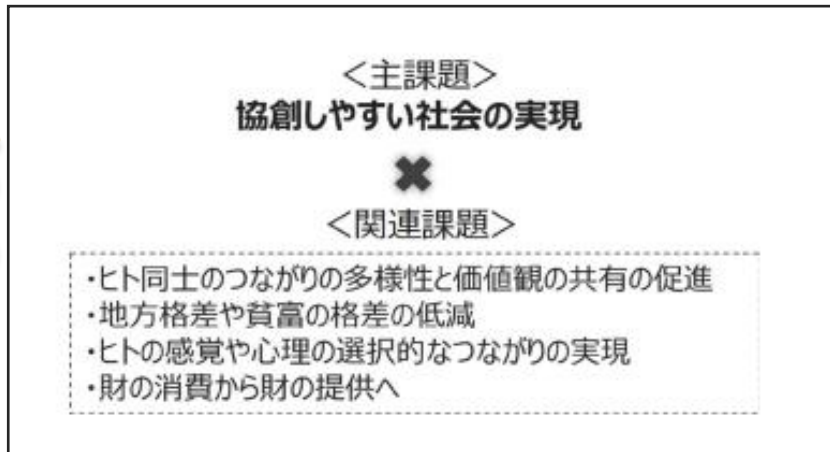 ＜主課題＞
協創しやすい社会の実現
✖
＜関連課題＞
・ヒト同士のつながりの多様性と価値観の共有の促進
・地方格差や貧富の格差の低減
・ヒトの感覚や心理の選択的なつながりの実現
・財の消費から財の提供へ